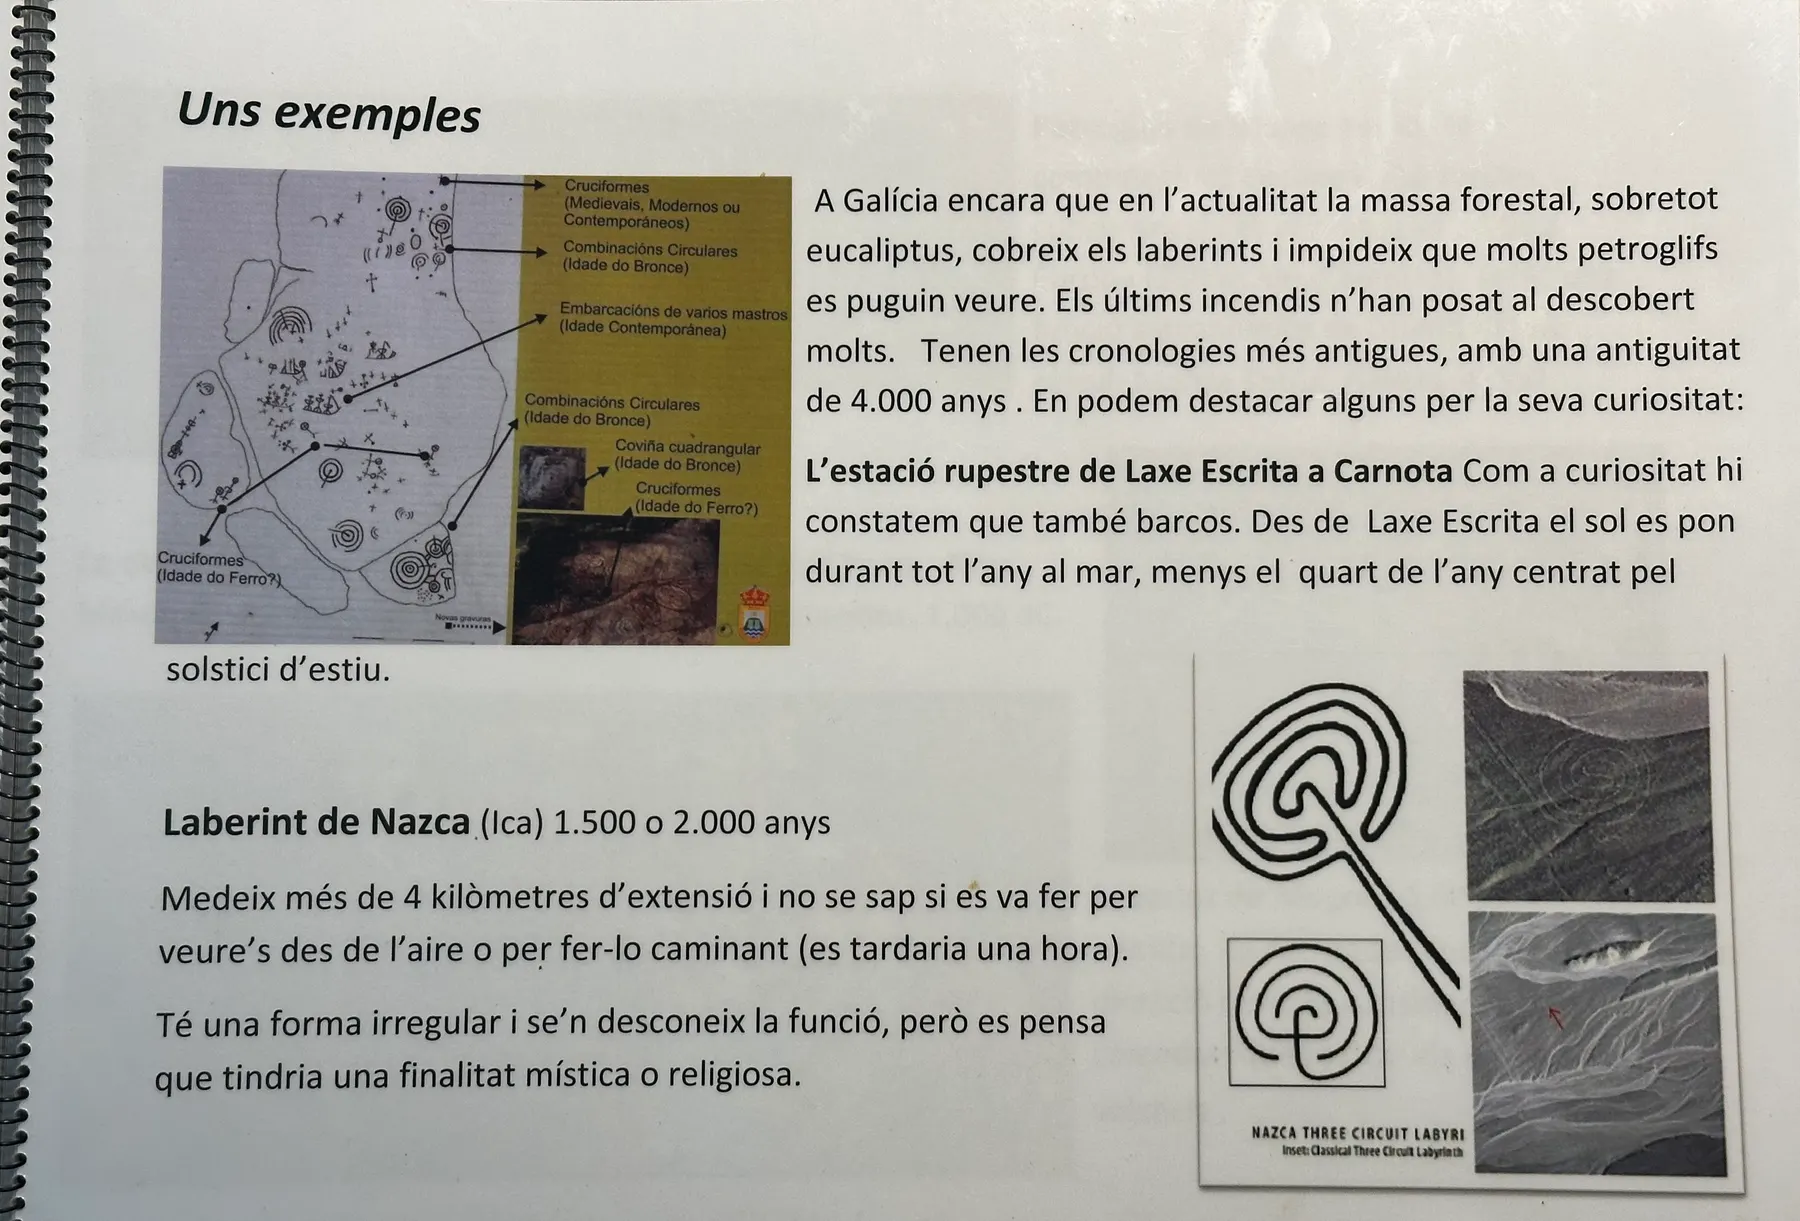 Uns exemples
Cruciformes
(Medievais, Modernos ou
Contemporáneos)
Combinacións Circulares
(Idade do Bronce)
Embarcacións de varios mastros
(Idade Contemporánea)
Combinacións Circulares
(Idade do Bronce)
Coviña cuadrangular
(Idade do Bronce)
Cruciformes
(Idade do Ferro?)
Cruciformes
(Idade do Ferro?)
Novas gravuras
A Galícia encara que en l'actualitat la massa forestal, sobretot
eucaliptus, cobreix els laberints i impideix que molts petroglifs
es puguin veure. Els últims incendis n'han posat al descobert
molts. Tenen les cronologies més antigues, amb una antiguitat
de 4.000 anys . En podem destacar alguns per la seva curiositat:
L'estació rupestre de Laxe Escrita a Carnota Com a curiositat hi
constatem que també barcos. Des de Laxe Escrita el sol es pon
durant tot l'any al mar, menys el quart de l'any centrat pel
solstici d'estiu.
Laberint de Nazca (Ica) 1.500 o 2.000 anys
Medeix més de 4 kilòmetres d'extensió i no se sap si es va fer per
veure's des de l'aire o per fer-lo caminant (es tardaria una hora).
Té una forma irregular i se'n desconeix la funció, però es pensa
que tindria una finalitat mística o religiosa.
NAZCA THREE CIRCUIT LABYRI
Inset: Classical Three Circuit Labyrinth